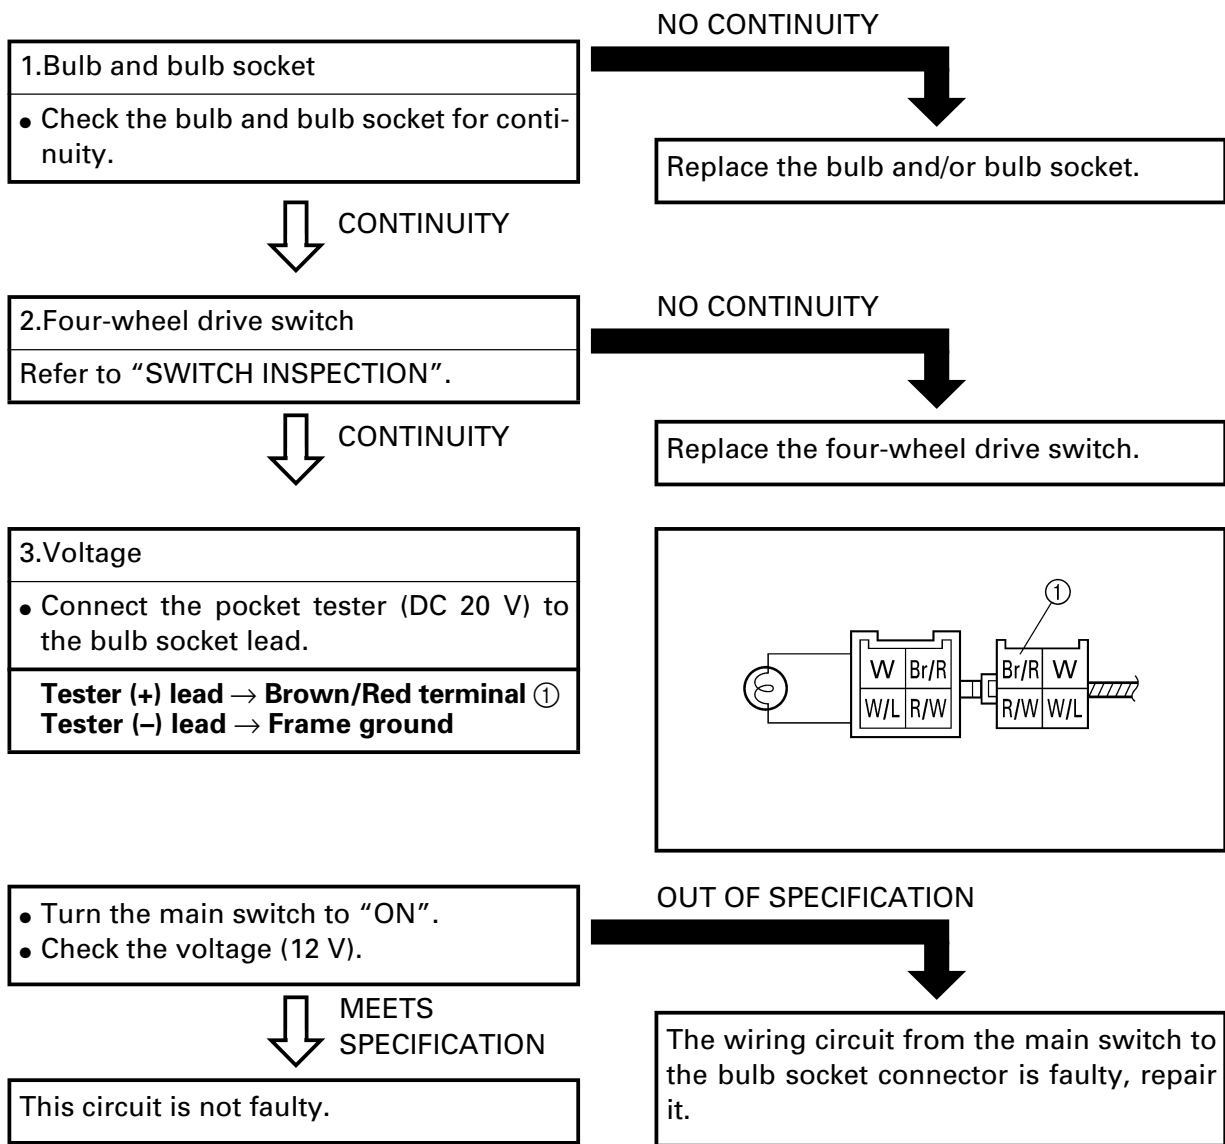 NO CONTINUITY
1.Bulb and bulb socket
● Check the bulb and bulb socket for conti-
nuity.
Replace the bulb and/or bulb socket.
CONTINUITY
2.Four-wheel drive switch
NO CONTINUITY
Refer to “SWITCH INSPECTION”.
CONTINUITY
Replace the four-wheel drive switch.
3.Voltage
● Connect the pocket tester (DC 20 V) to
the bulb socket lead.
Tester (+) lead → Brown/Red terminal ①
Tester (–) lead → Frame ground
①
W Br/R Br/R W
W/L R/W R/W W/L
● Turn the main switch to “ON”.
● Check the voltage (12 V).
OUT OF SPECIFICATION
MEETS
SPECIFICATION
The wiring circuit from the main switch to
the bulb socket connector is faulty, repair
it.
This circuit is not faulty.